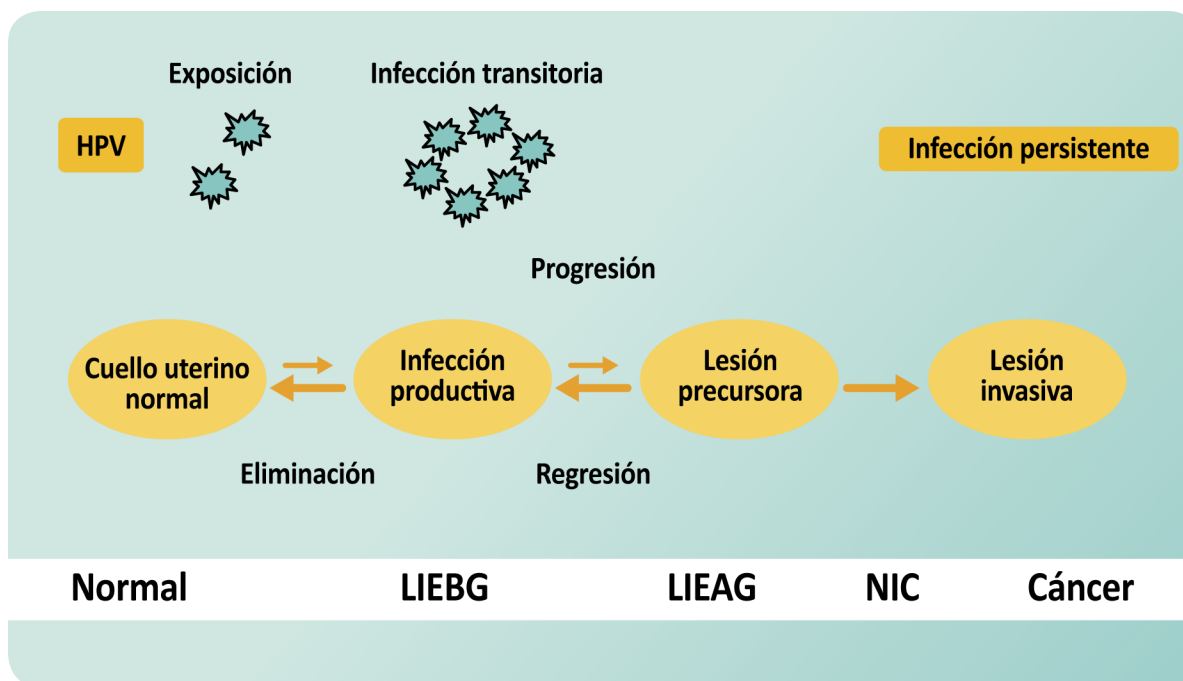 Exposición
Infección transitoria
HPV
Infección persistente
Progresión
Cuello uterino
normal
Infección
productiva
Lesión
precursora
Lesión
invasiva
Eliminación
Regresión
Normal
LIEBG
LIEAG
NIC
Cáncer